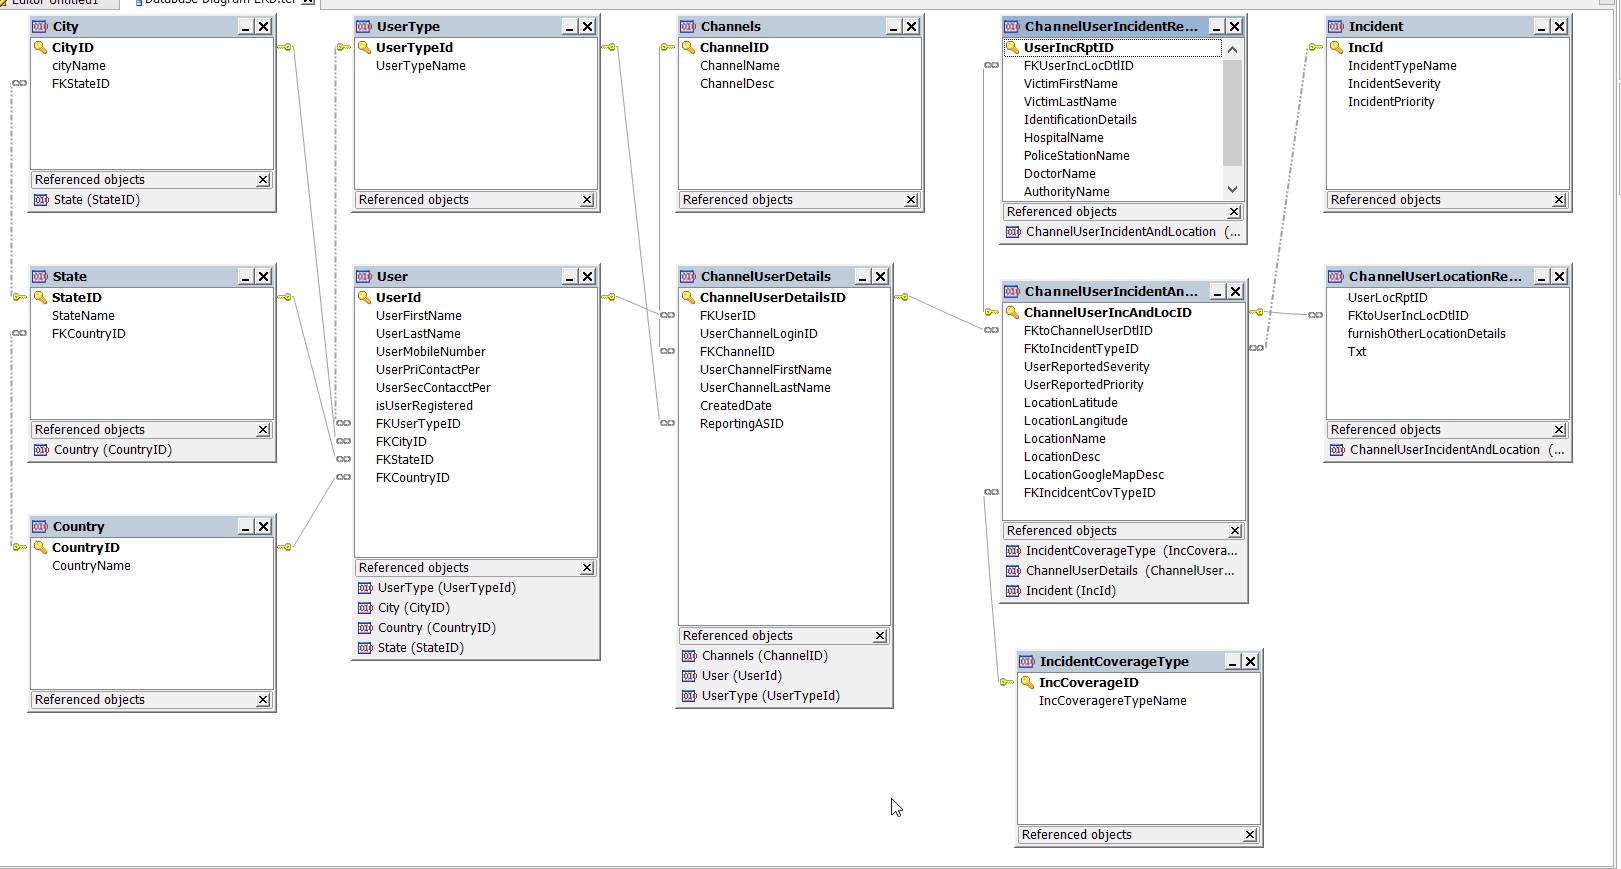 City
CityID
cityName
FKStateID
Referenced objects
State (StateID)
UserType
UserTypeId
UserTypeName
Referenced objects
Channels
ChannelID
ChannelName
ChannelDesc
Referenced objects
ChannelUserIncidentRe...
UserIncRptID
FKUserIncLocDtlID
VictimFirstName
VictimLastName
IdentificationDetails
HospitalName
PoliceStationName
DoctorName
AuthorityName
Referenced objects
ChannelUserIncidentAndLocation (...
Incident
IncId
IncidentTypeName
IncidentSeverity
IncidentPriority
Referenced objects
State
StateID
StateName
FKCountryID
Referenced objects
Country (CountryID)
User
UserId
UserFirstName
UserLastName
UserMobileNumber
UserPriContactPer
UserSecContacctPer
isUserRegistered
FKUserTypeID
FKCityID
FKStateID
FKCountryID
Referenced objects
UserType (UserTypeId)
City (CityID)
Country (CountryID)
State (StateID)
ChannelUserDetails
ChannelUserDetailsID
FKUserID
UserChannelLoginID
FKChannelID
UserChannelFirstName
UserChannelLastName
CreatedDate
ReportingASID
Referenced objects
Channels (ChannelID)
User (UserId)
UserType (UserTypeId)
ChannelUserIncidentAn...
ChannelUserIncAndLocID
FKtoChannelUserDtlID
FKtoIncidentTypeID
UserReportedSeverity
UserReportedPriority
LocationLatitude
LocationLangitude
LocationName
LocationDesc
LocationGoogleMapDesc
FKIncidcentCovTypeID
Referenced objects
IncidentCoverageType (IncCovera...
ChannelUserDetails (ChannelUser...
Incident (IncId)
ChannelUserLocationRe...
UserLocRptID
FKtoUserIncLocDtlID
furnishOtherLocationDetails
Txt
Referenced objects
ChannelUserIncidentAndLocation (...
Country
CountryID
CountryName
Referenced objects
IncidentCoverageType
IncCoverageID
IncCoveragereTypeName
Referenced objects